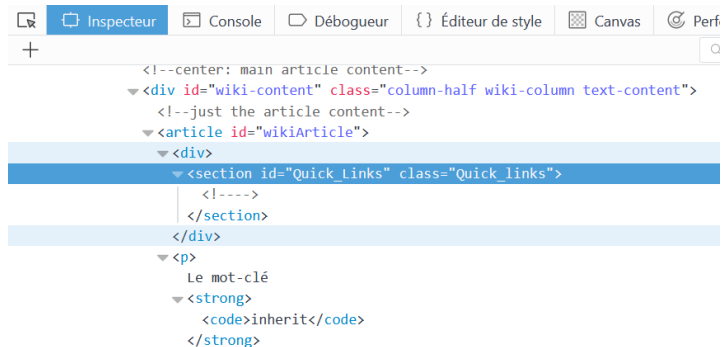 Inspecteur Console Débogueur {} Éditeur de style Canvas Perfo
+
<!--center: main article content-->
<div id="wiki-content" class="column-half wiki-column text-content">
<!--just the article content-->
<article id="wikiArticle">
<div>
<section id="Quick_Links" class="Quick_links">
<!---->
</section>
</div>
<p>
Le mot-clé
<strong>
<code>inherit</code>
</strong>